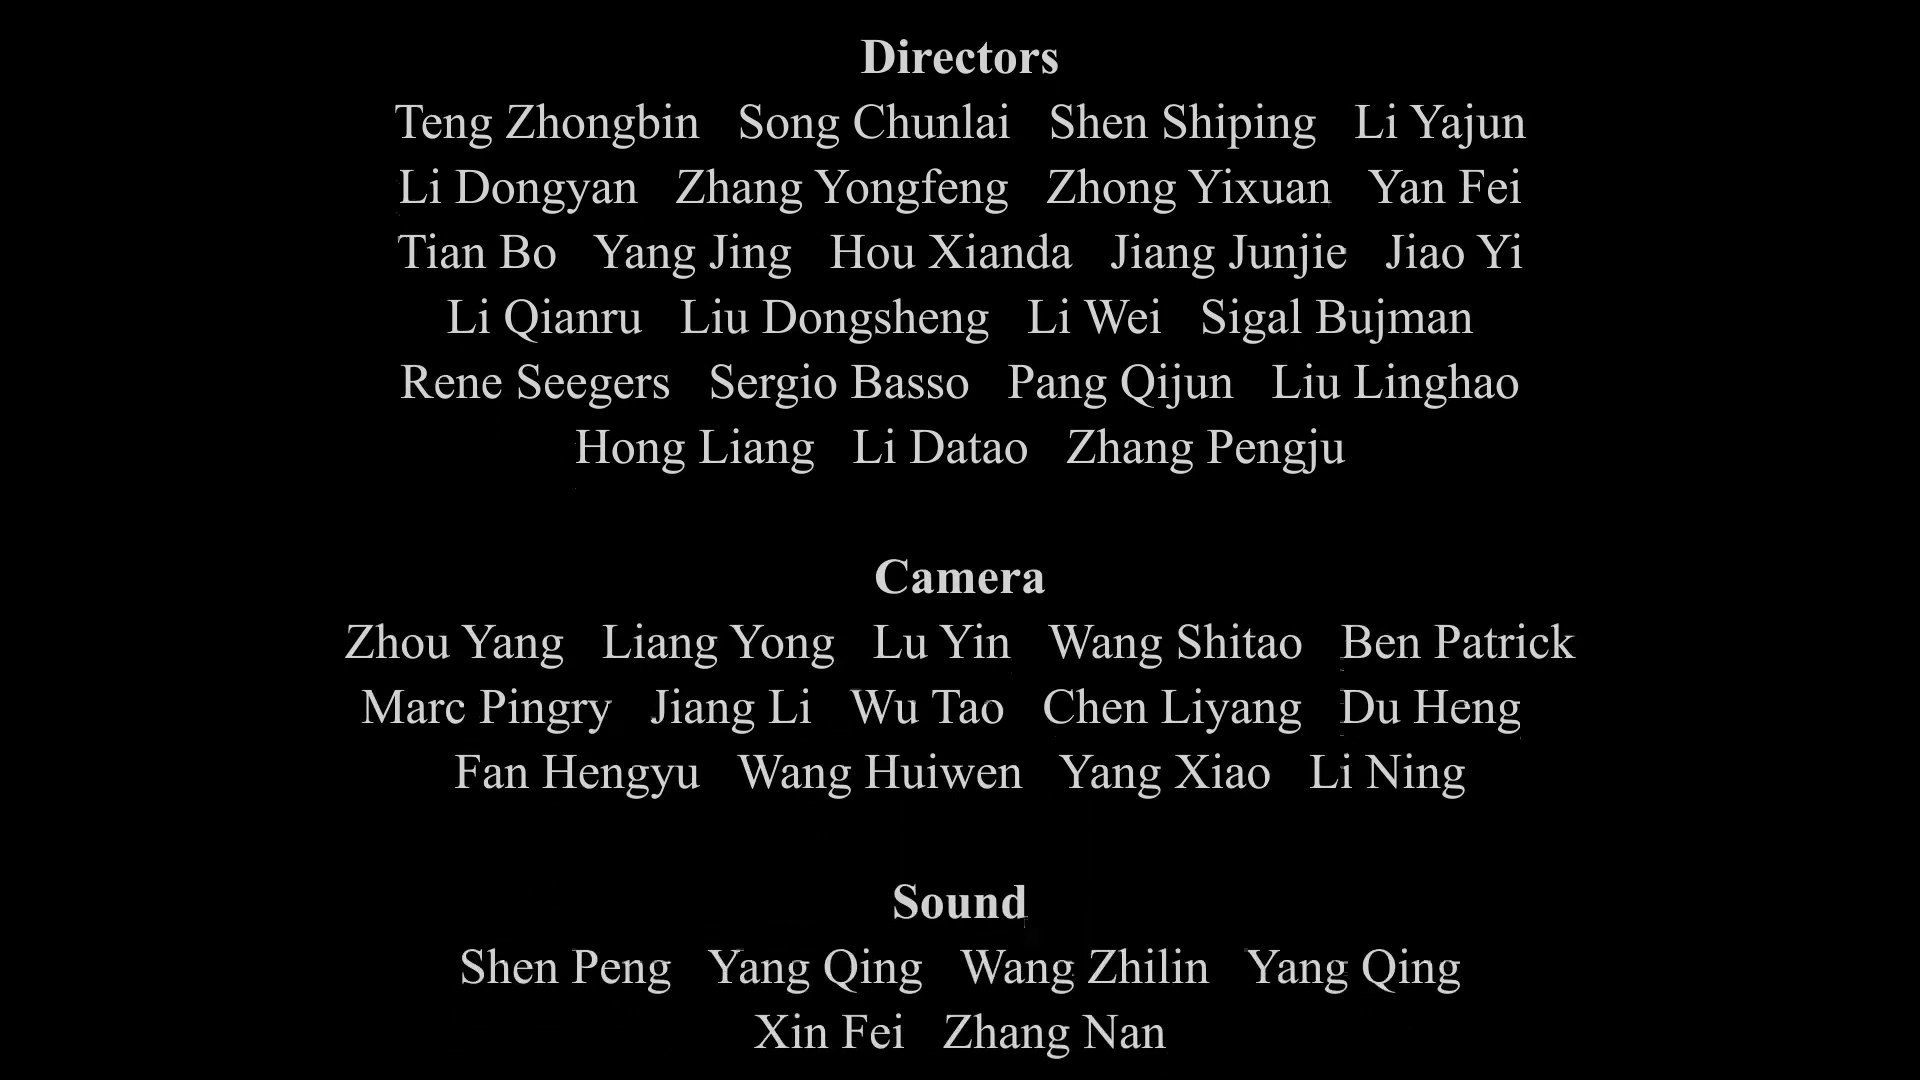 Directors
Teng Zhongbin Song Chunlai Shen Shiping Li Yajun
Li Dongyan Zhang Yongfeng Zhong Yixuan Yan Fei
Tian Bo Yang Jing Hou Xianda Jiang Junjie Jiao Yi
Li Qianru Liu Dongsheng Li Wei Sigal Bujman
Rene Seegers Sergio Basso Pang Qijun Liu Linghao
Hong Liang Li Datao Zhang Pengju
Camera
Zhou Yang Liang Yong Lu Yin Wang Shitao Ben Patrick
Marc Pingry Jiang Li Wu Tao Chen Liyang Du Heng
Fan Hengyu Wang Huiwen Yang Xiao Li Ning
Sound
Shen Peng Yang Qing Wang Zhilin Yang Qing
Xin Fei Zhang Nan